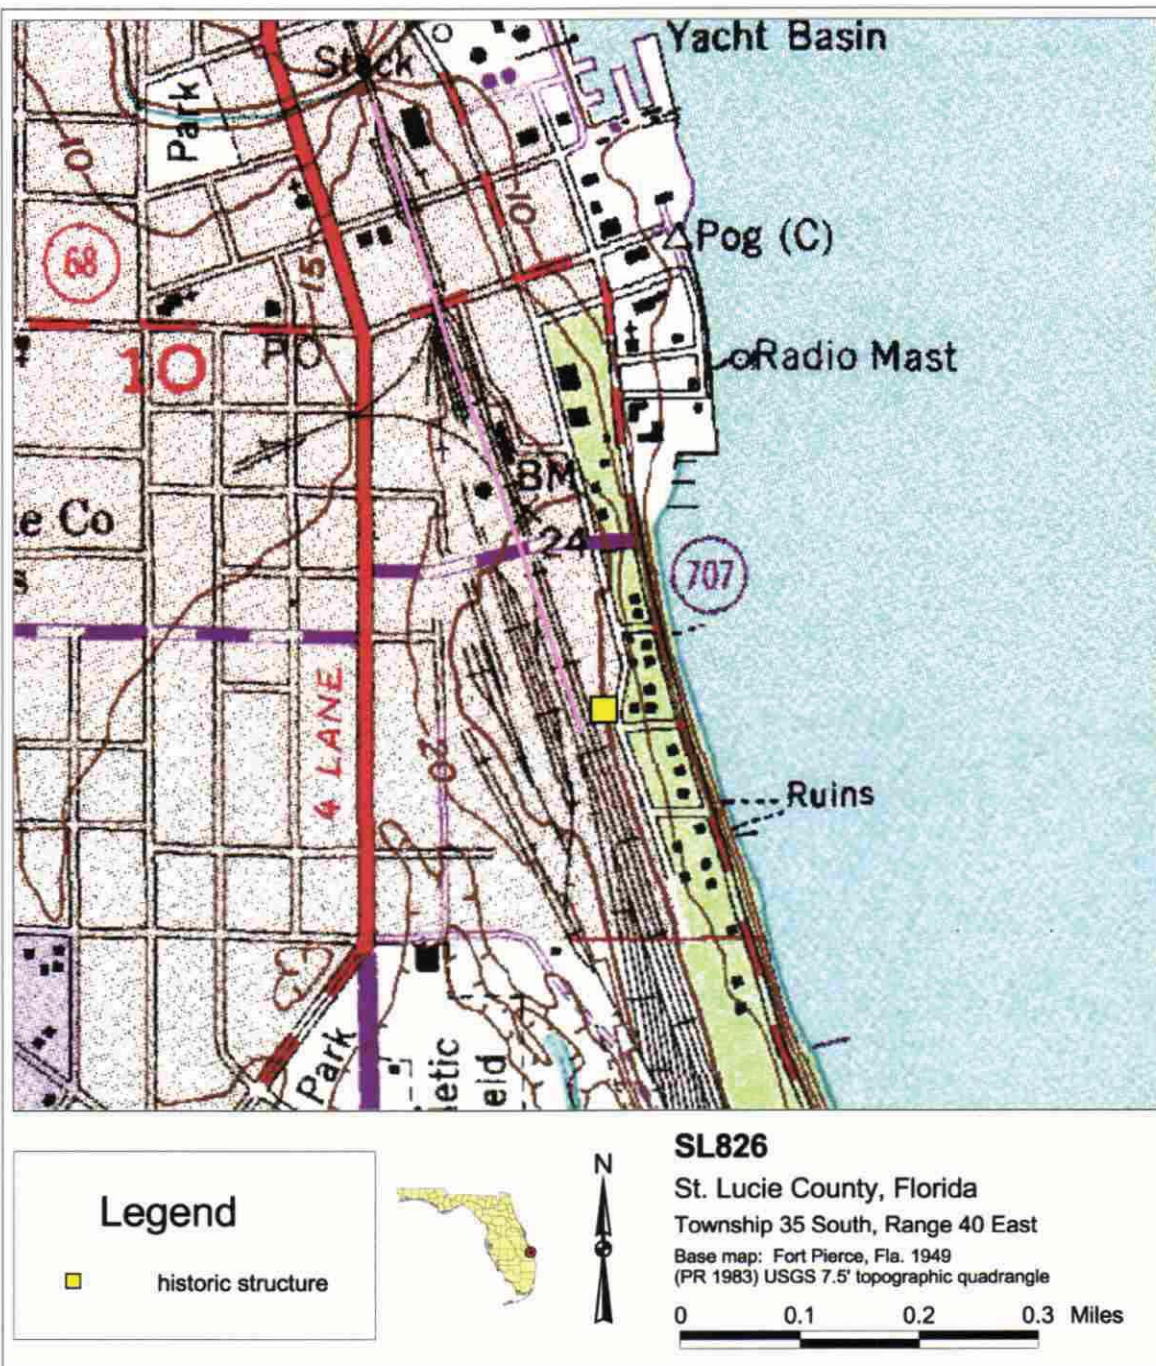 Yacht Basin
Stack
Park
10
10
Pog (C)
68
15
Radio Mast
PO
10
BM
24
e Co
s
707
4 LANE
20
Ruins
Park
letic
eld
Legend
historic structure
N
SL826
St. Lucie County, Florida
Township 35 South, Range 40 East
Base map: Fort Pierce, Fla. 1949
(PR 1983) USGS 7.5' topographic quadrangle
0 0.1 0.2 0.3 Miles